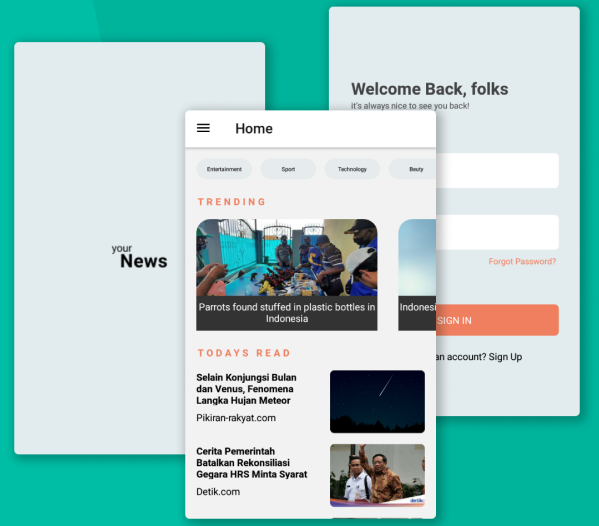 your
News
Home
Entertainment
Sport
Technology
Beuty
TRENDING
Parrots found stuffed in plastic bottles in
Indonesia
Indonesi
TODAYS READ
Selain Konjungsi Bulan
dan Venus, Fenomena
Langka Hujan Meteor
Pikiran-rakyat.com
Cerita Pemerintah
Batalkan Rekonsiliasi
Gegara HRS Minta Syarat
Detik.com
detik
Welcome Back, folks
it's always nice to see you back!
Forgot Password?
SIGN IN
an account? Sign Up